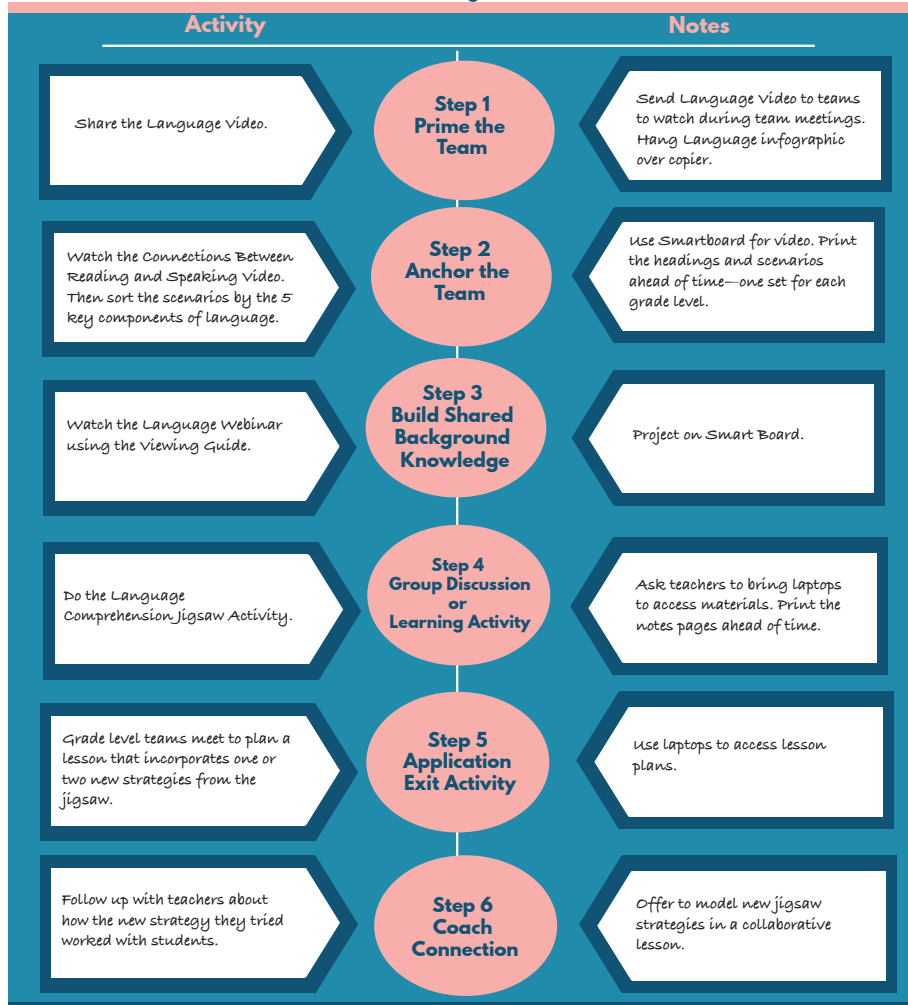 Activity
Notes
Share the Language Video.
Step 1
Prime the
Team
Send Language Video to teams
to watch during team meetings.
Hang Language infographic
over copier.
Watch the Connections Between
Reading and Speaking Video.
Then sort the scenarios by the 5
key components of language.
Step 2
Anchor the
Team
Use Smartboard for video. Print
the headings and scenarios
ahead of time—one set for each
grade level.
Watch the Language Webinar
using the Viewing Guide.
Step 3
Build Shared
Background
Knowledge
Project on Smart Board.
Do the Language
Comprehension Jigsaw Activity.
Step 4
Group Discussion
or
Learning Activity
Ask teachers to bring laptops
to access materials. Print the
notes pages ahead of time.
Grade level teams meet to plan a
lesson that incorporates one or
two new strategies from the
jigsaw.
Step 5
Application
Exit Activity
Use laptops to access lesson
plans.
Follow up with teachers about
how the new strategy they tried
worked with students.
Step 6
Coach
Connection
Offer to model new jigsaw
strategies in a collaborative
lesson.